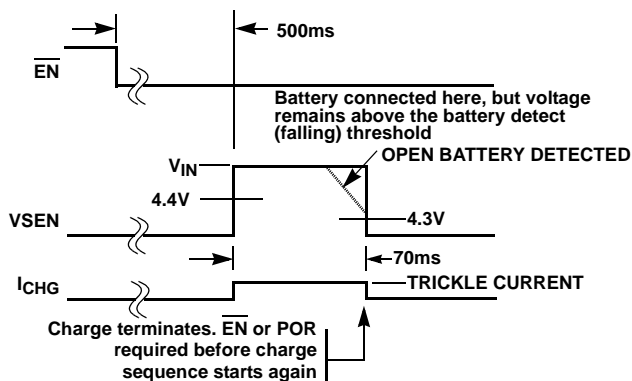 500ms
EN
Battery connected here, but voltage
remains above the battery detect
(falling) threshold
OPEN BATTERY DETECTED
VIN
4.4V
VSEN
4.3V
70ms
ICHG
TRICKLE CURRENT
Charge terminates. EN or POR
required before charge
sequence starts again